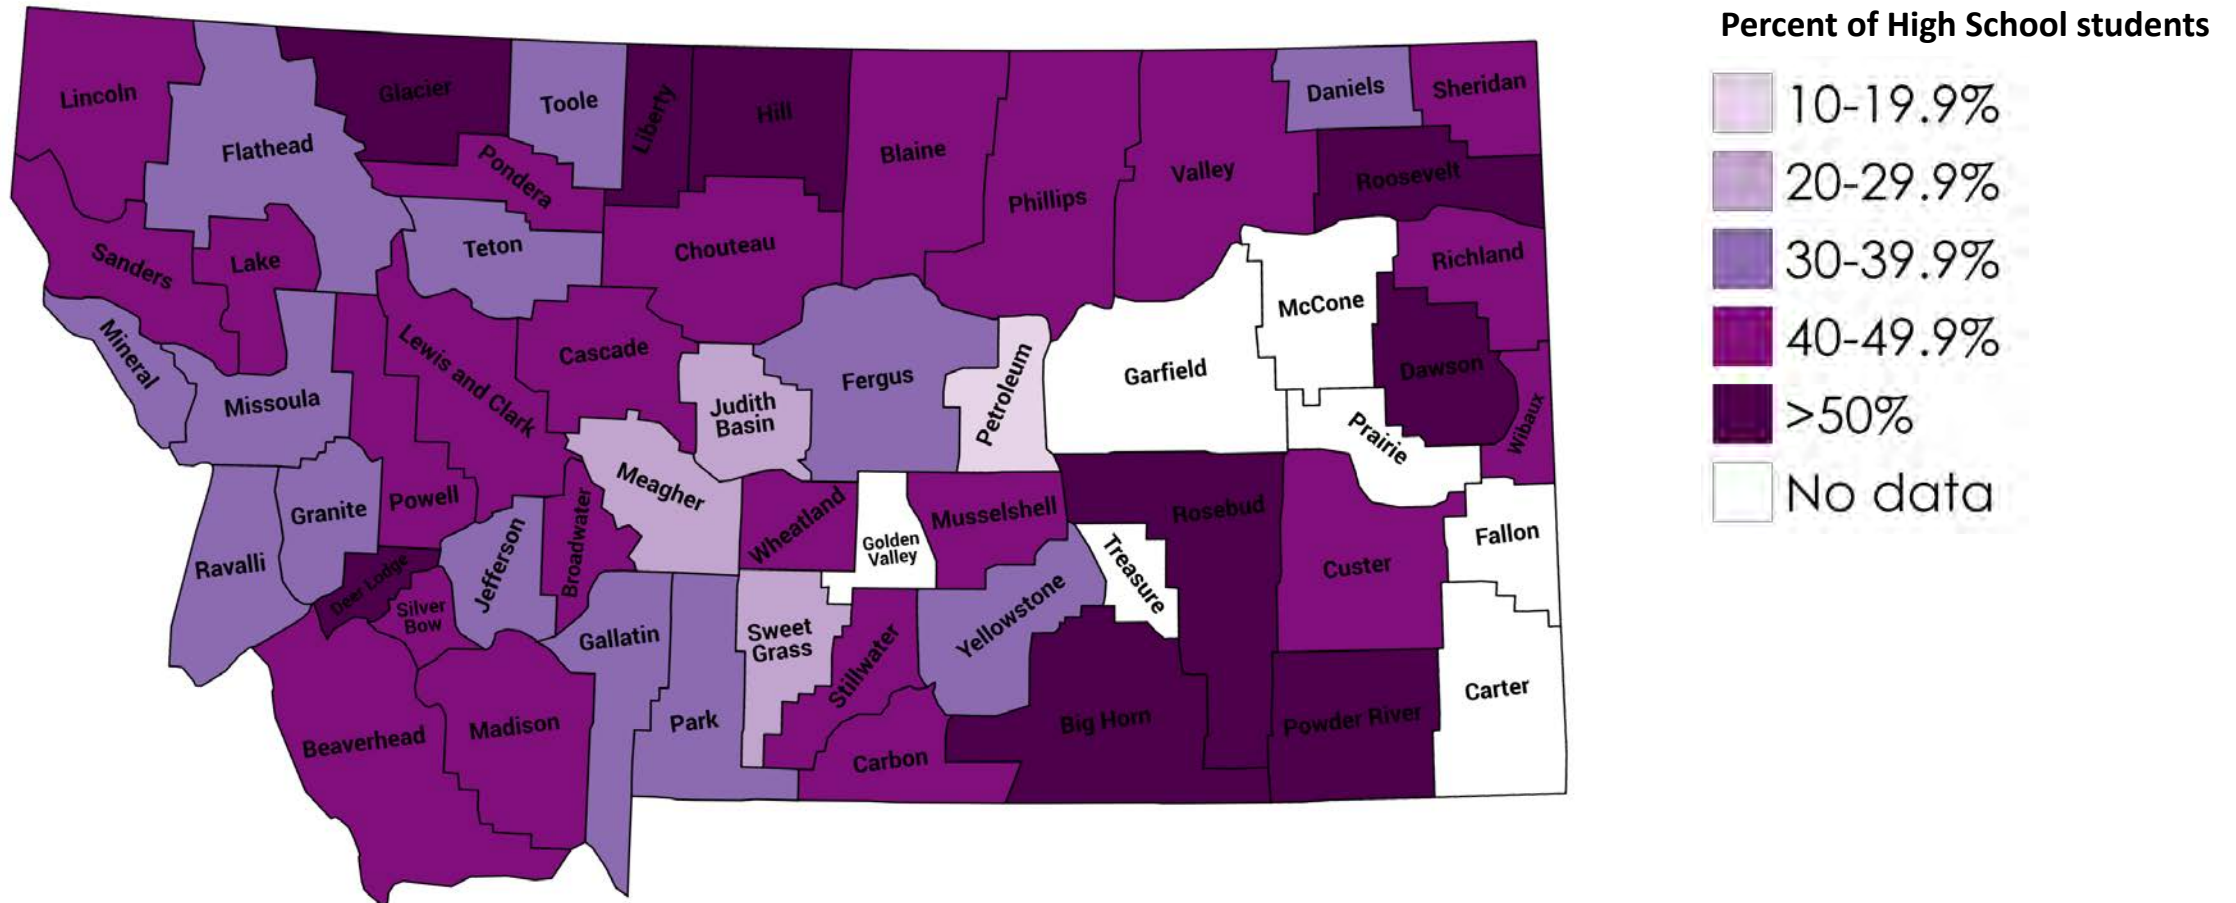 Percent of High School students
10-19.9%
20-29.9%
30-39.9%
40-49.9%
>50%
No data
Lincoln
Flathead
Glacier
Toole
Liberty
Hill
Blaine
Phillips
Valley
Daniels
Sheridan
Roosevelt
Pondera
Sanders
Lake
Teton
Chouteau
Richland
McCone
Mineral
Missoula
Lewis and Clark
Cascade
Judith
Basin
Fergus
Petroleum
Garfield
Dawson
Prairie
Wibaux
Ravalli
Granite
Powell
Meagher
Broadwater
Jefferson
Deer Lodge
Silver
Bow
Wheatland
Golden
Valley
Musselshell
Rosebud
Treasure
Custer
Fallon
Gallatin
Park
Sweet
Grass
Stillwater
Yellowstone
Beaverhead
Madison
Carbon
Big Horn
Powder River
Carter